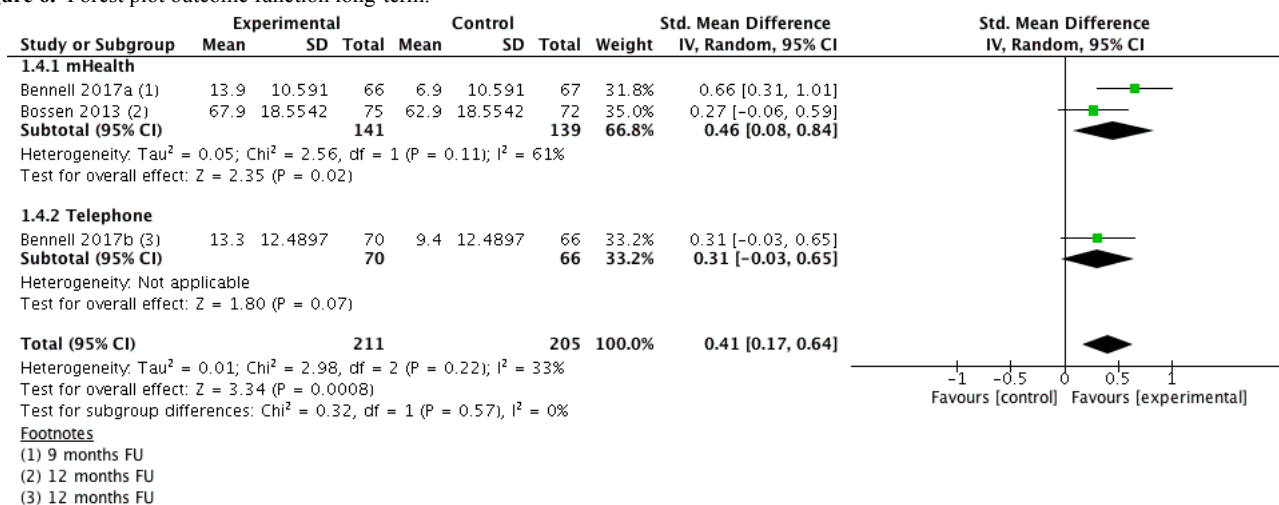 Forest plot outcome function long-term.
Experimental Control Std. Mean Difference Std. Mean Difference
Study or Subgroup Mean SD Total Mean SD Total Weight IV, Random, 95% CI IV, Random, 95% CI
1.4.1 mHealth
Bennell 2017a (1) 13.9 10.591 66 6.9 10.591 67 31.8% 0.66 [0.31, 1.01]
Bossen 2013 (2) 67.9 18.5542 75 62.9 18.5542 72 35.0% 0.27 [-0.06, 0.59]
Subtotal (95% CI) 141 139 66.8% 0.46 [0.08, 0.84]
Heterogeneity: Tau² = 0.05; Chi² = 2.56, df = 1 (P = 0.11); I² = 61%
Test for overall effect: Z = 2.35 (P = 0.02)
1.4.2 Telephone
Bennell 2017b (3) 13.3 12.4897 70 9.4 12.4897 66 33.2% 0.31 [-0.03, 0.65]
Subtotal (95% CI) 70 66 33.2% 0.31 [-0.03, 0.65]
Heterogeneity: Not applicable
Test for overall effect: Z = 1.80 (P = 0.07)
Total (95% CI) 211 205 100.0% 0.41 [0.17, 0.64]
Heterogeneity: Tau² = 0.01; Chi² = 2.98, df = 2 (P = 0.22); I² = 33%
Test for overall effect: Z = 3.34 (P = 0.0008)
Test for subgroup differences: Chi² = 0.32, df = 1 (P = 0.57), I² = 0%
-1 -0.5 0 0.5 1
Favours [control] Favours [experimental]
Footnotes
(1) 9 months FU
(2) 12 months FU
(3) 12 months FU